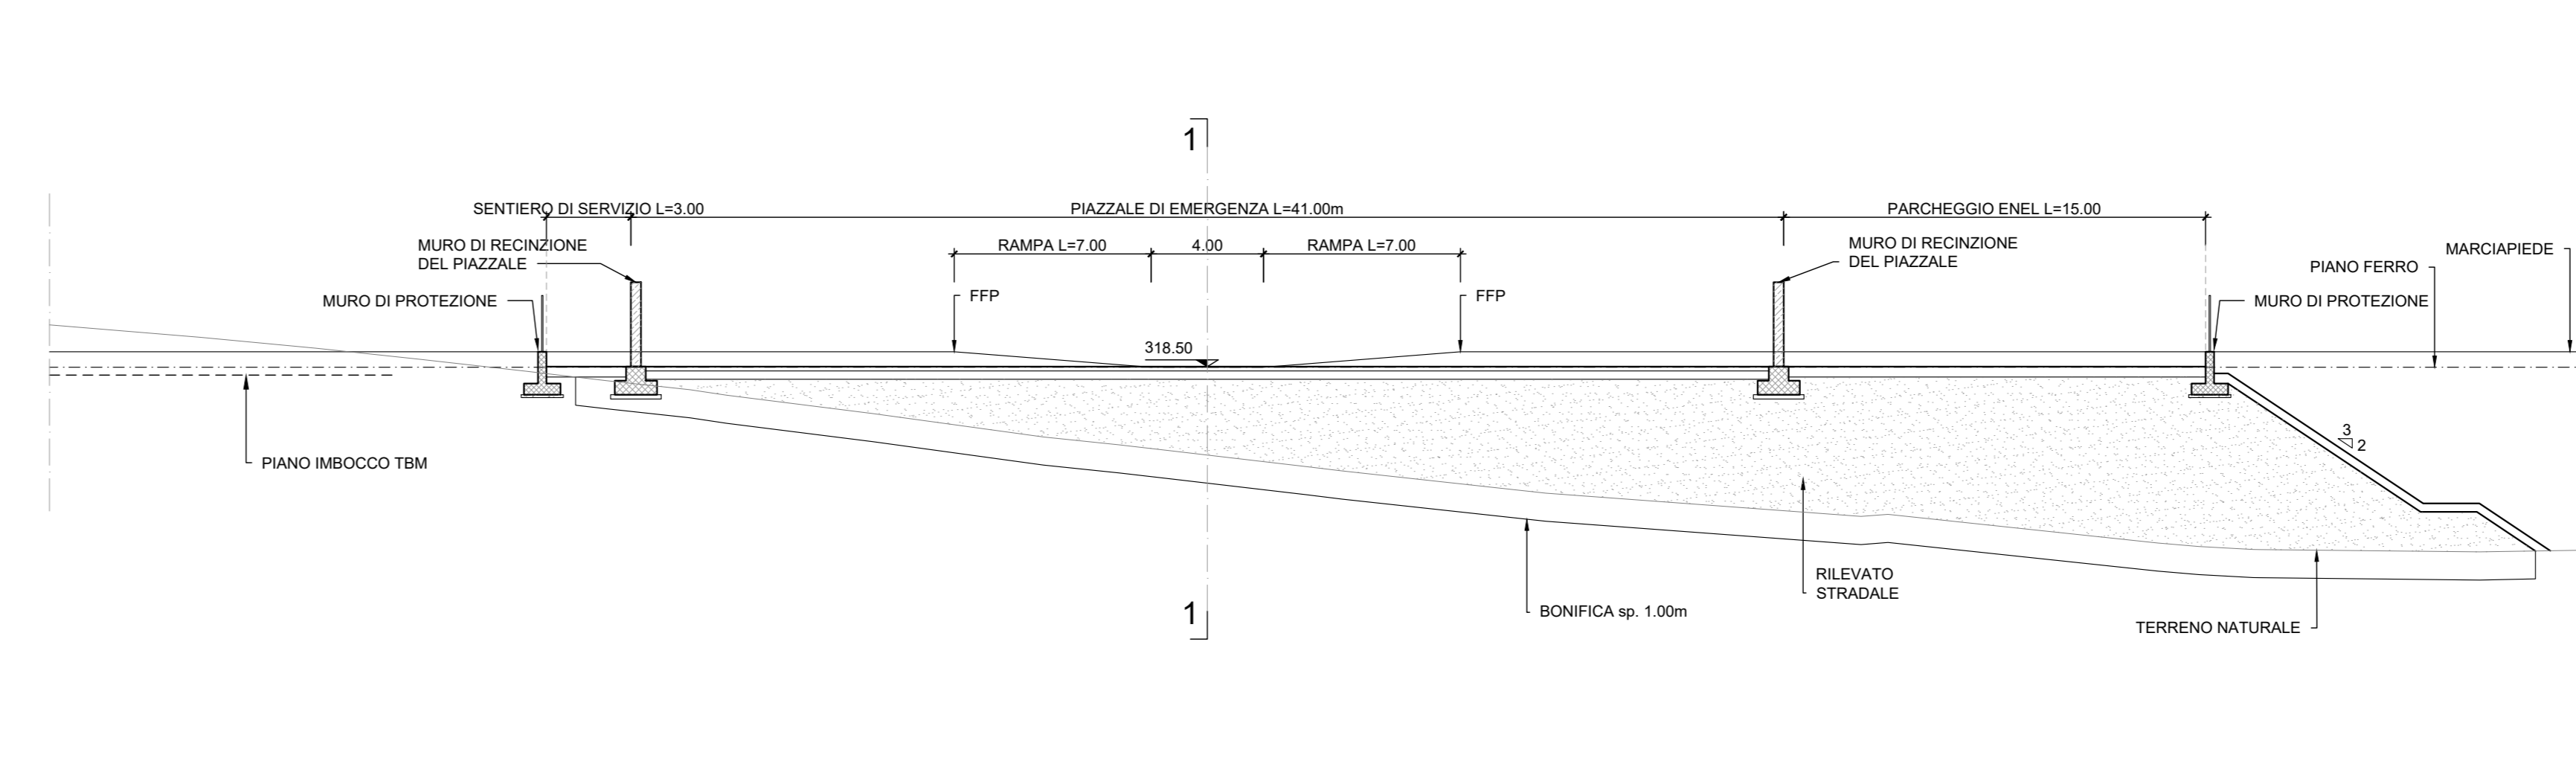 1
SENTIERO DI SERVIZIO L=3.00
PIAZZALE DI EMERGENZA L=41.00m
PARCHEGGIO ENEL L=15.00
MURO DI RECINZIONE
DEL PIAZZALE
RAMPA L=7.00
4.00
RAMPA L=7.00
MURO DI RECINZIONE
DEL PIAZZALE
MARCIAPIEDE
PIANO FERRO
MURO DI PROTEZIONE
FFP
FFP
MURO DI PROTEZIONE
318.50
3
2
PIANO IMBOCCO TBM
RILEVATO
STRADALE
1
BONIFICA sp. 1.00m
TERRENO NATURALE